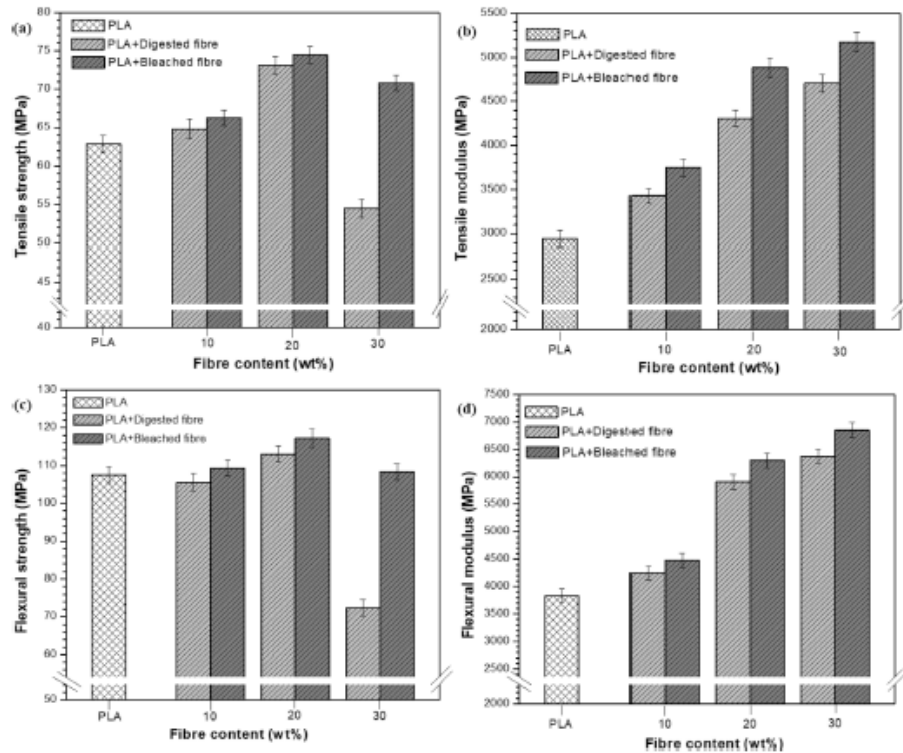 (a)
PLA
PLA+Digested fibre
PLA+Bleached fibre
Tensile strength (MPa)
80
75
70
65
60
55
50
45
40
PLA
10
20
30
Fibre content (wt%)
(b)
PLA
PLA+Digested fibre
PLA+Bleached fibre
Tensile modulus (MPa)
5500
5000
4500
4000
3500
3000
2500
2000
PLA
10
20
30
Fibre content (wt%)
(c)
PLA
PLA+Digested fibre
PLA+Bleached fibre
Flexural strength (MPa)
130
120
110
100
90
80
70
60
50
PLA
10
20
30
Fibre content (wt%)
(d)
PLA
PLA+Digested fibre
PLA+Bleached fibre
Flexural modulus (MPa)
7500
7000
6500
6000
5500
5000
4500
4000
3500
3000
2500
2000
PLA
10
20
30
Fibre content (wt%)